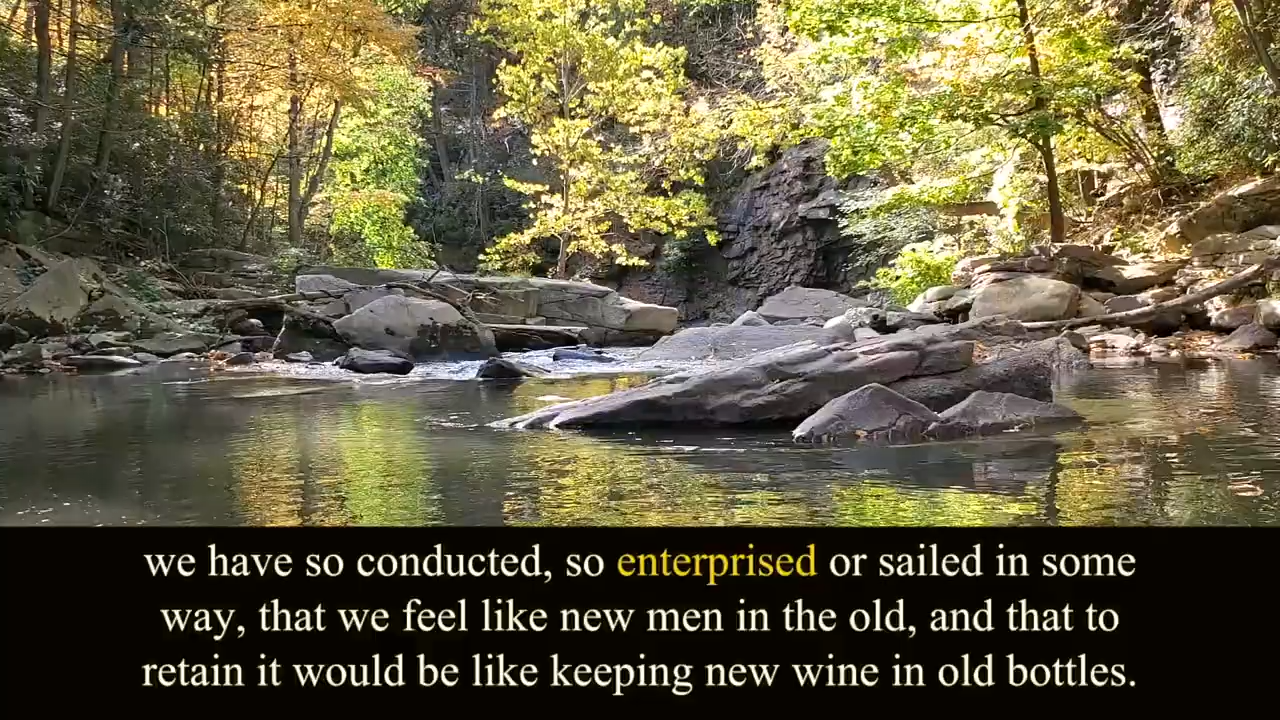 we have so conducted, so enterprised or sailed in some
way, that we feel like new men in the old, and that to
retain it would be like keeping new wine in old bottles.